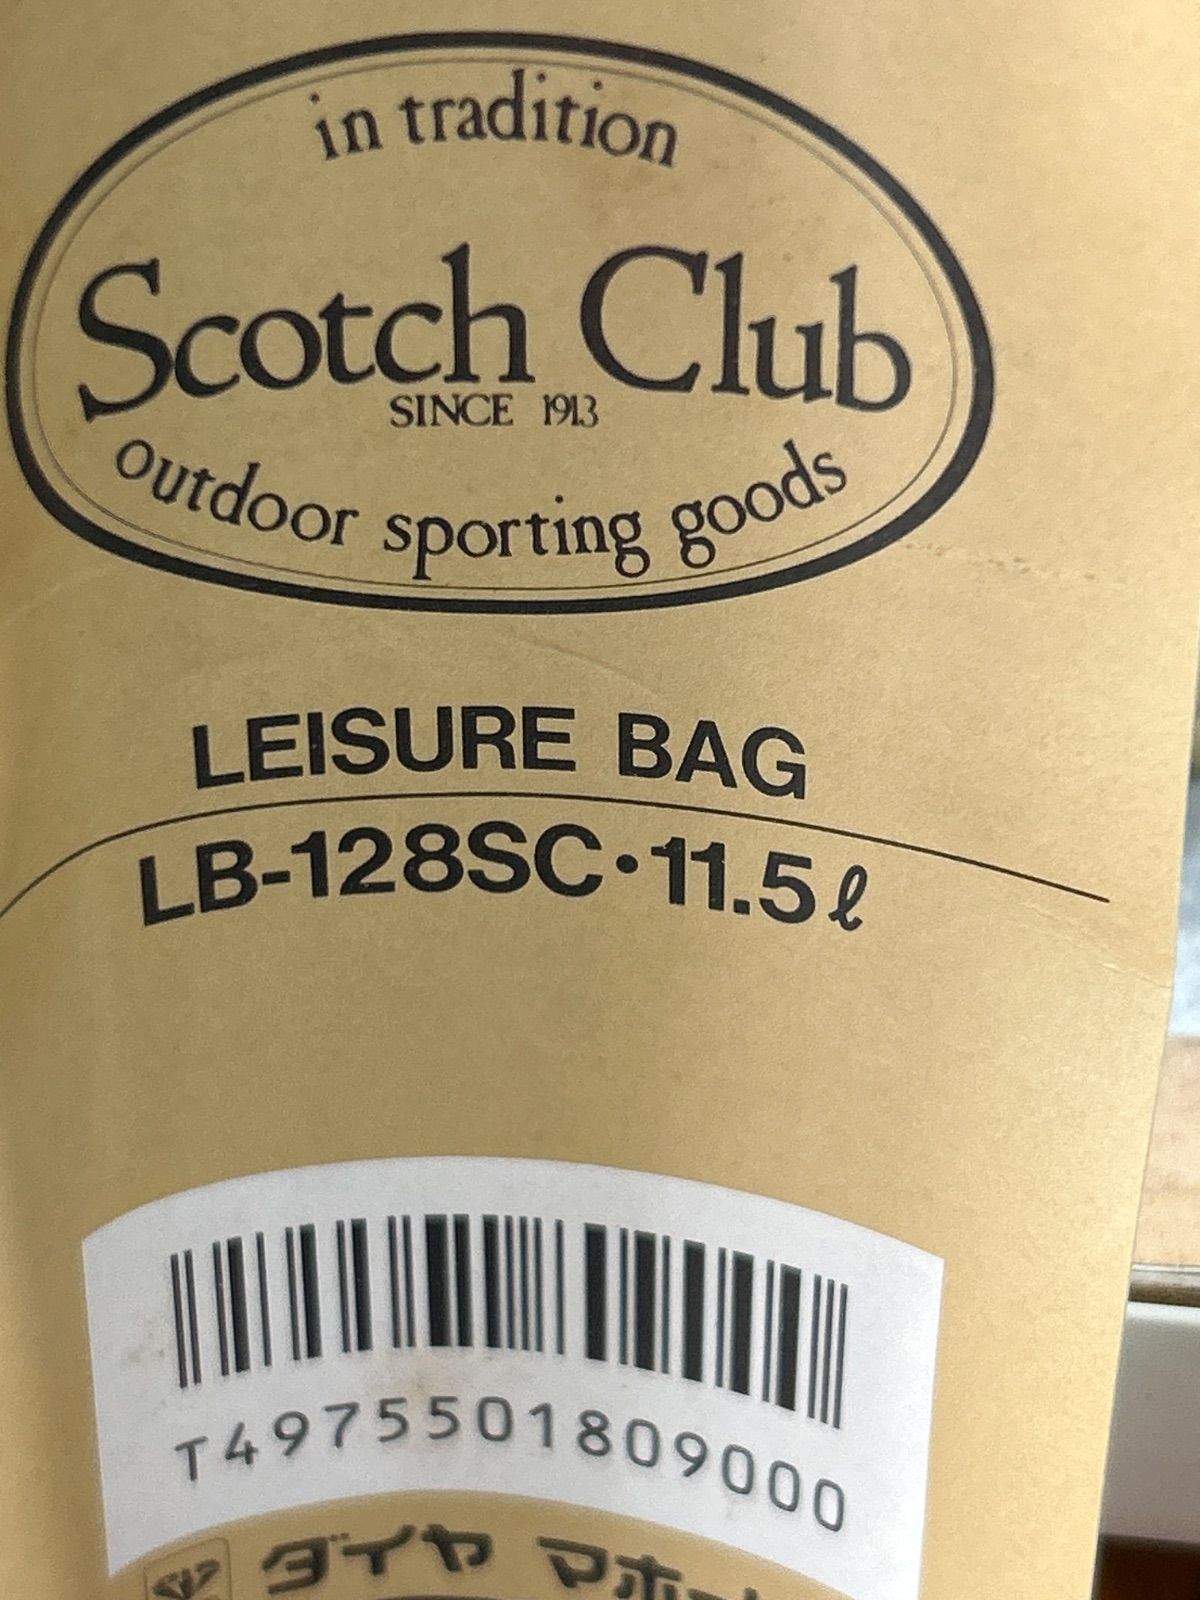 in tradition
Scotch Club
SINCE 1913
outdoor sporting goods
LEISURE BAG
LB-128SC・11.5ℓ
T4975501809000
ダイヤ